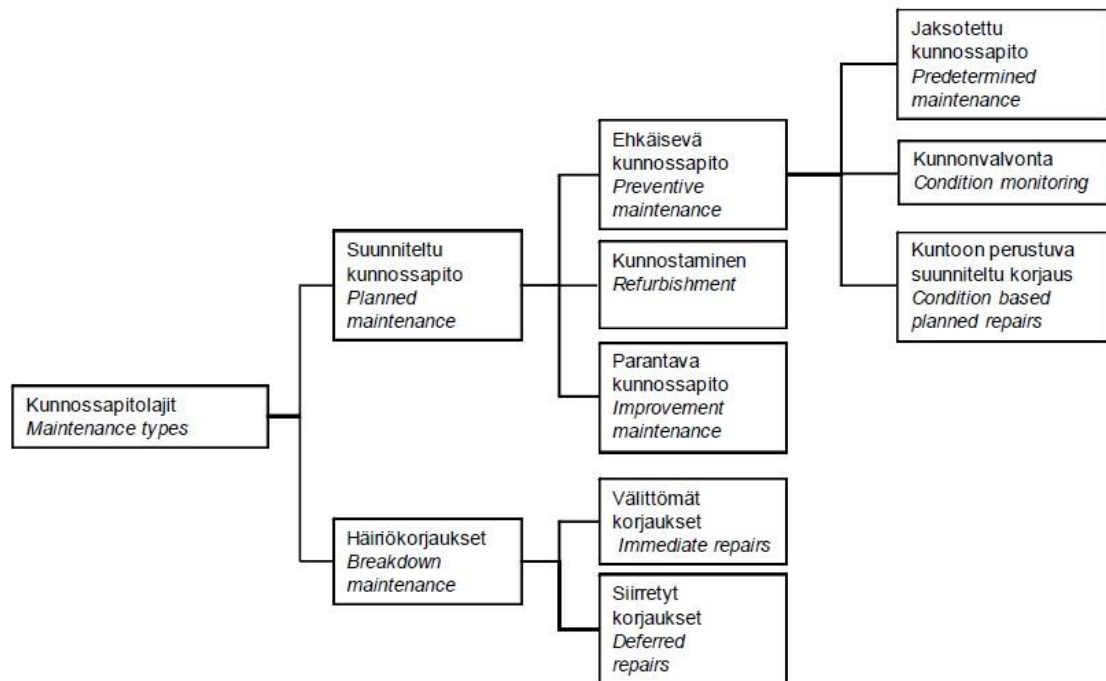 Kunnossapitolajit
Maintenance types
Suunniteltu
kunnossapito
Planned
maintenance
Häiriökorjaukset
Breakdown
maintenance
Ehkäisevä
kunnossapito
Preventive
maintenance
Kunnostaminen
Refurbishment
Parantava
kunnossapito
Improvement
maintenance
Välittömät
korjaukset
Immediate repairs
Siirretyt
korjaukset
Deferred
repairs
Jaksotettu
kunnossapito
Predetermined
maintenance
Kunnonvalvonta
Condition monitoring
Kuntoon perustuva
suunniteltu korjaus
Condition based
planned repairs